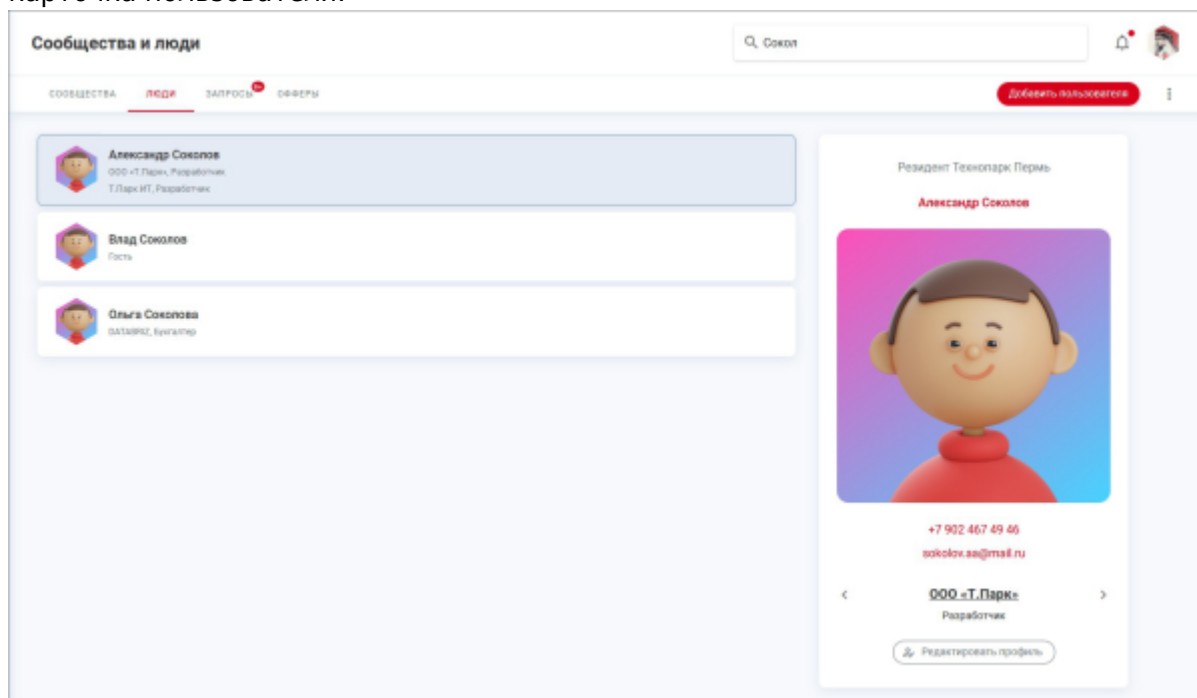 карточка пользователя.
Сообщества и люди
Сокол
СООБЩЕСТВА ЛЮДИ ЗАПРОСЫ ОФФЕРЫ
Добавить пользователя
Александр Соколов
ООО «Т.Парк», Разработчик
Т.Парк ИТ, Разработчик
Влад Соколов
Гость
Ольга Соколова
Бухгалтер
Резидент Технопарк Пермь
Александр Соколов
+7 902 467 49 46
sokolov.aa@mail.ru
ООО «Т.Парк»
Разработчик
Редактировать профиль